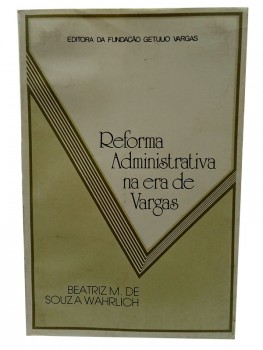 EDITORA DA FUNDAÇÃO GETULIO VARGAS
Reforma
Administrativa
na era de
Vargas
BEATRIZ M. DE
SOUZA WAHRLICH